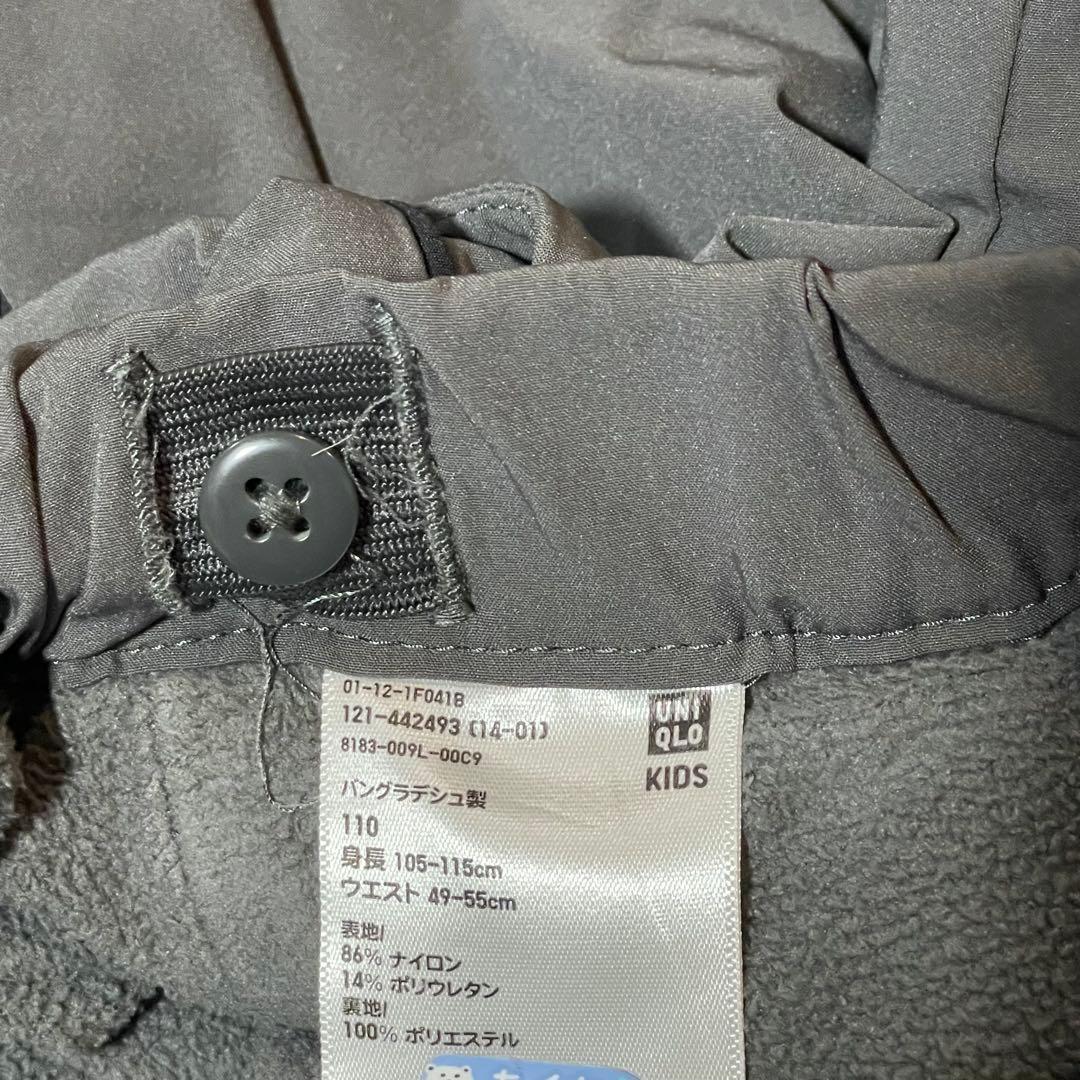 01-12-1F041B
121-442493 (14-01)
8183-009L-00C9
UNI
QLO
KIDS
バングラデシュ製
110
身長 105-115cm
ウエスト 49-55cm
表地/
86% ナイロン
14% ポリウレタン
裏地/
100% ポリエステル